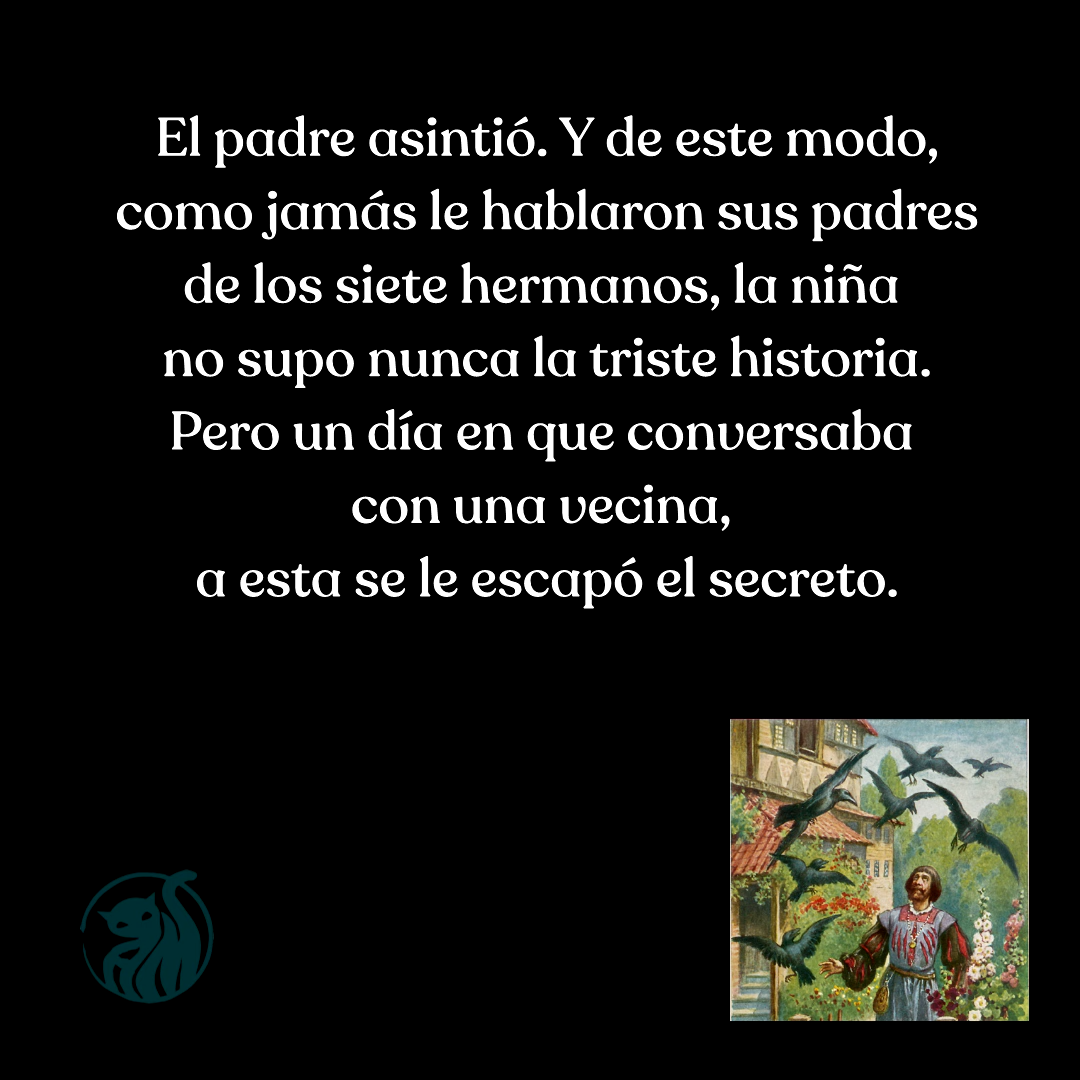 El padre asintió. Y de este modo,
como jamás le hablaron sus padres
de los siete hermanos, la niña
no supo nunca la triste historia.
Pero un día en que conversaba
con una vecina,
a esta se le escapó el secreto.